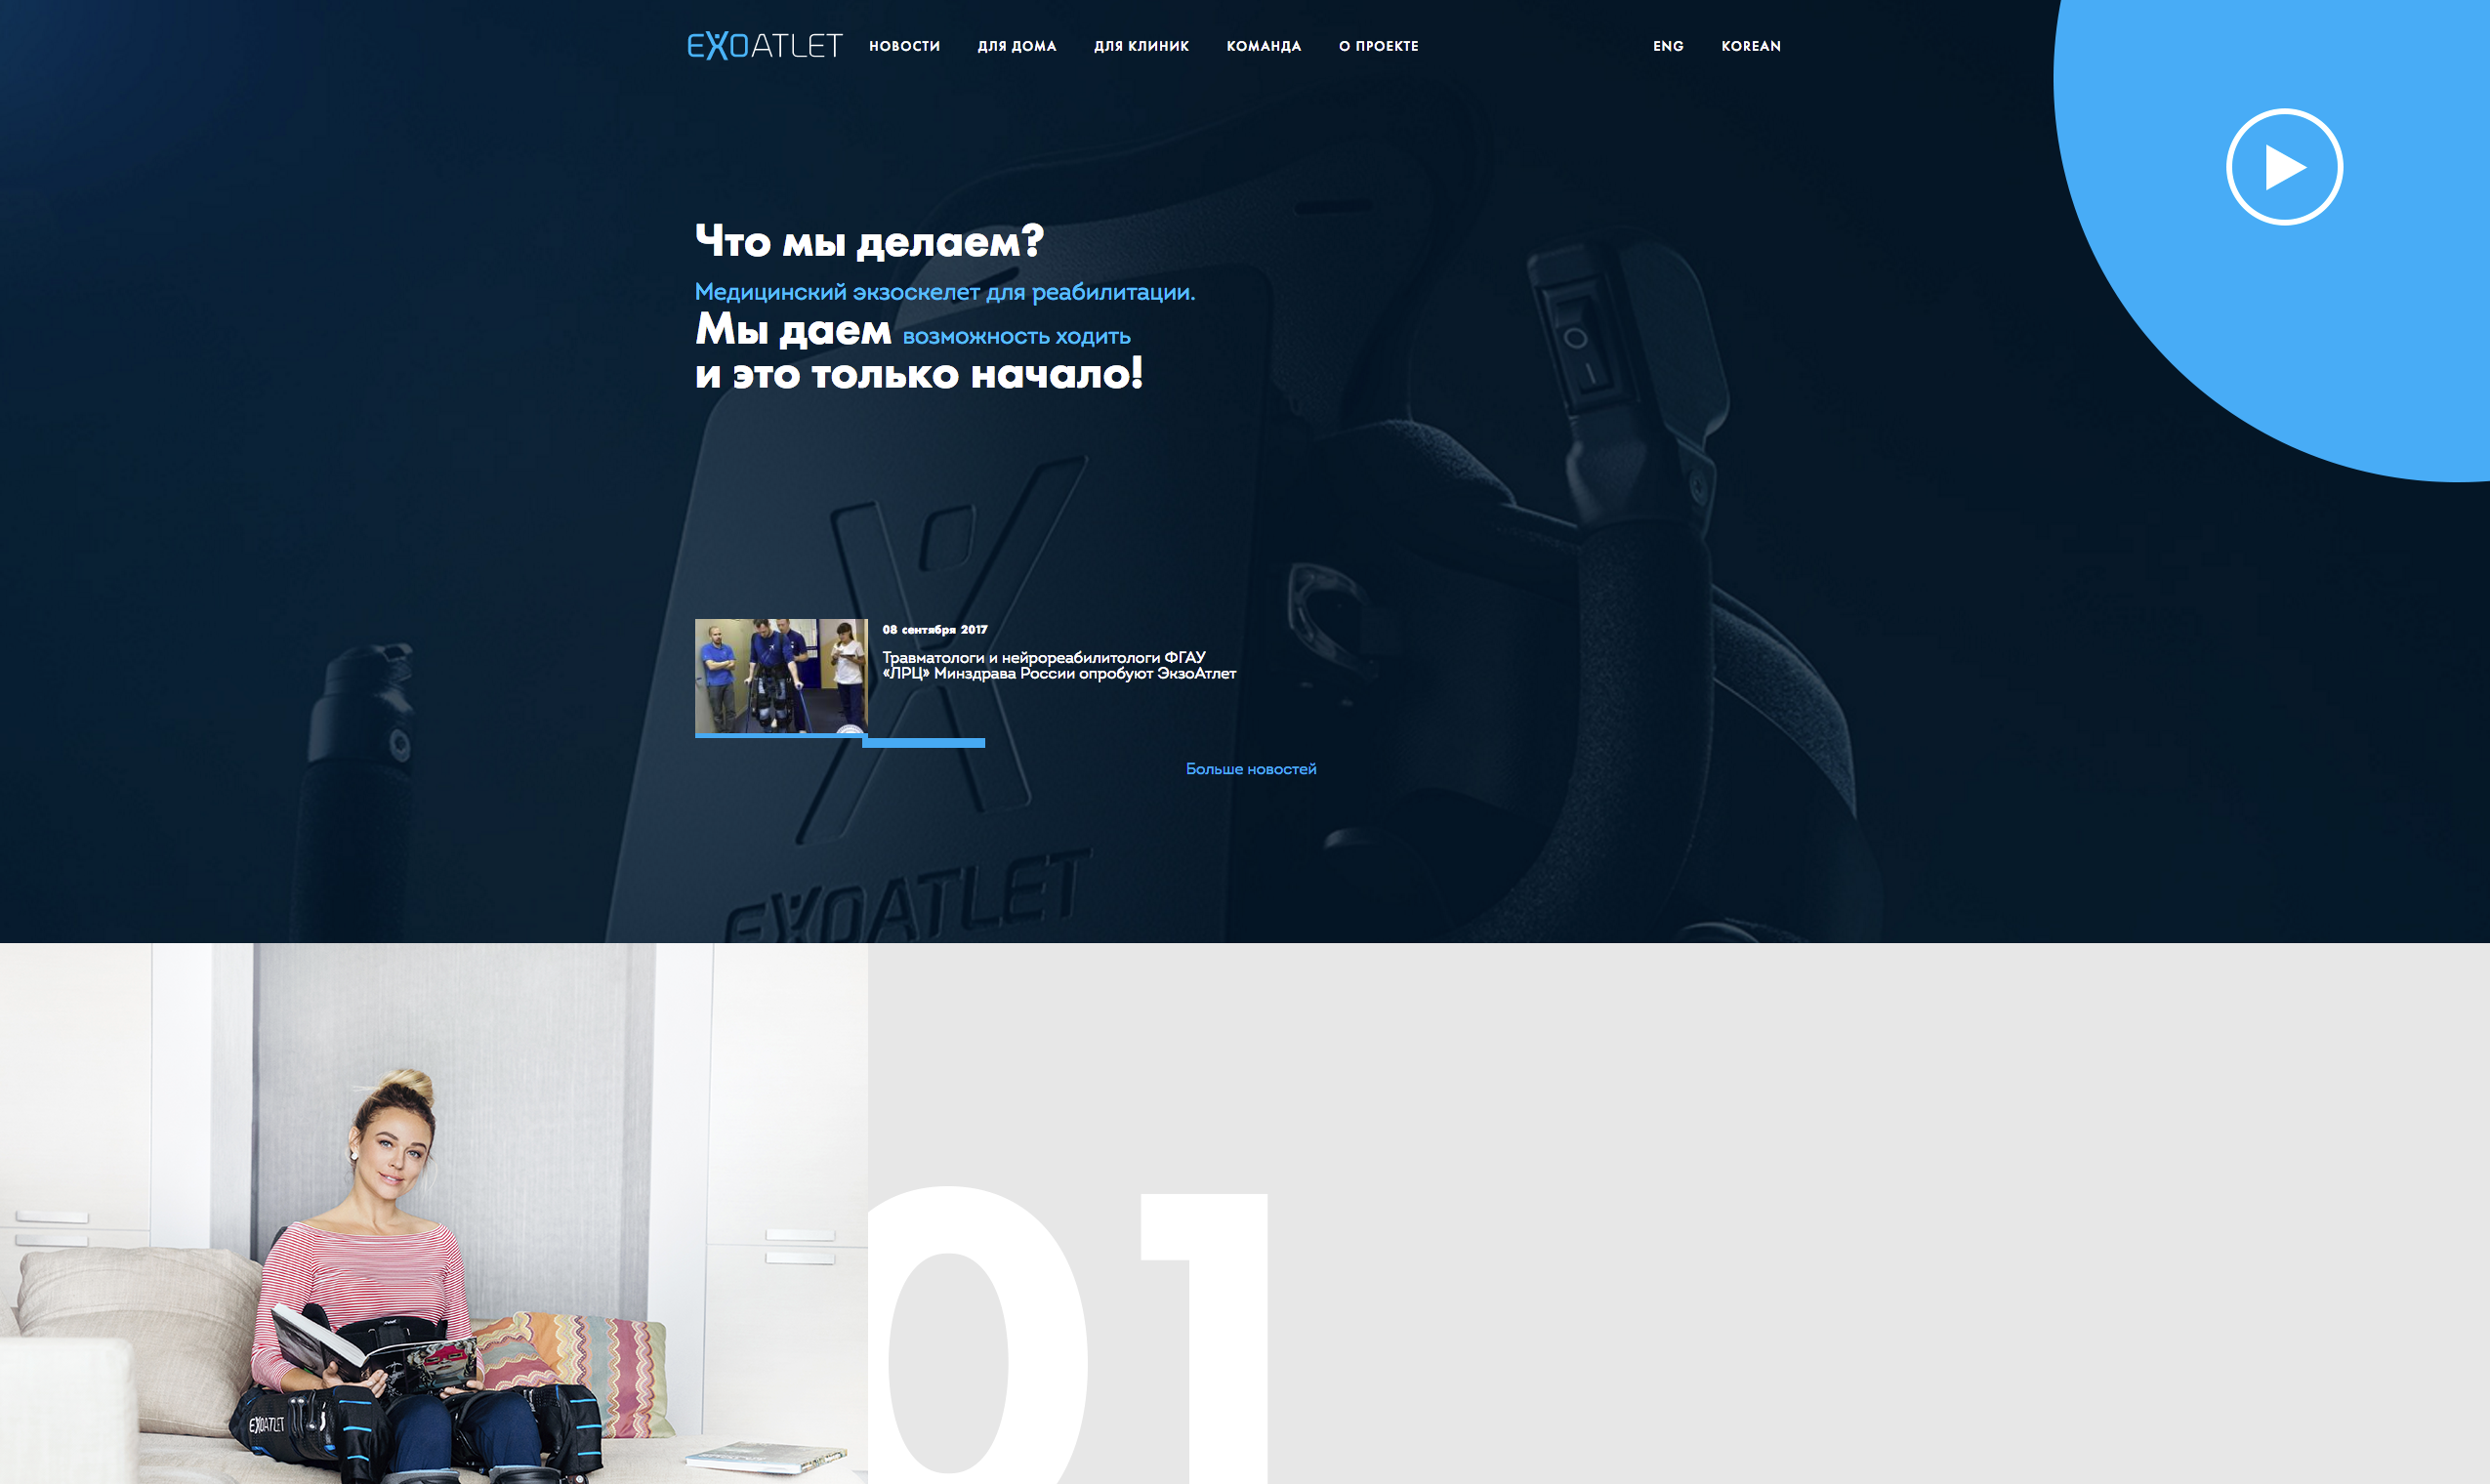 EXOATLET НОВОСТИ ДЛЯ ДОМА ДЛЯ КЛИНИК КОМАНДА О ПРОЕКТЕ ENG KOREAN
Что мы делаем?
Медицинский экзоскелет для реабилитации.
Мы даем возможность ходить
и это только начало!
08 сентября 2017
Травматологи и нейрореабилитологи ФГАУ
«ЛРЦ» Минздрава России опробуют ЭкзоАтлет
Больше новостей
EXOATLET
01
EXOATLET